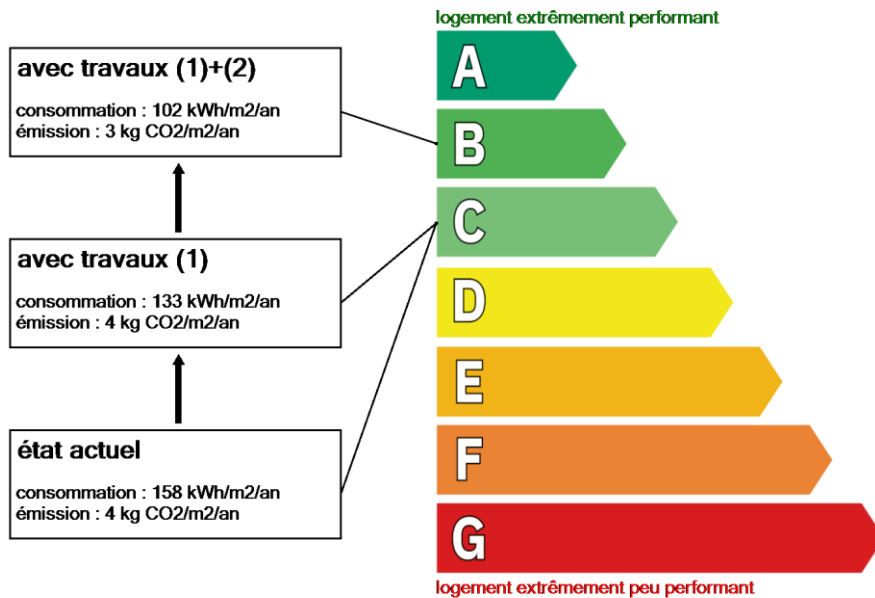 logement extrêmement performant
avec travaux (1)+(2)
consommation : 102 kWh/m2/an
émission : 3 kg CO2/m2/an
avec travaux (1)
consommation : 133 kWh/m2/an
émission : 4 kg CO2/m2/an
état actuel
consommation : 158 kWh/m2/an
émission : 4 kg CO2/m2/an
A
B
C
D
E
F
G
logement extrêmement peu performant